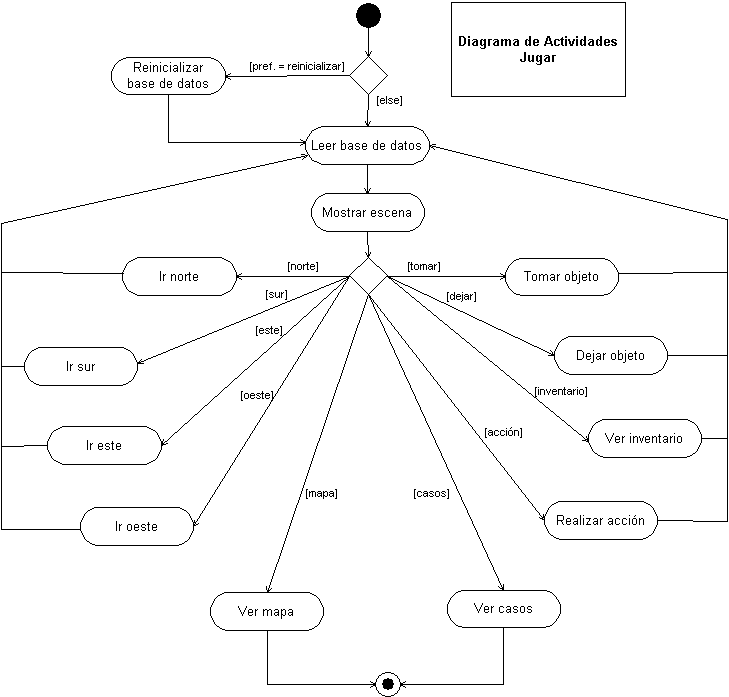 Diagrama de Actividades
Jugar
[pref. = reinicializar]
Reinicializar
base de datos
[else]
Leer base de datos
Mostrar escena
[norte]
[tomar]
Ir norte
Tomar objeto
[sur]
[dejar]
[este]
Ir sur
Dejar objeto
[oeste]
[inventario]
[acción]
Ir este
Ver inventario
[mapa]
[casos]
Ir oeste
Realizar acción
Ver mapa
Ver casos